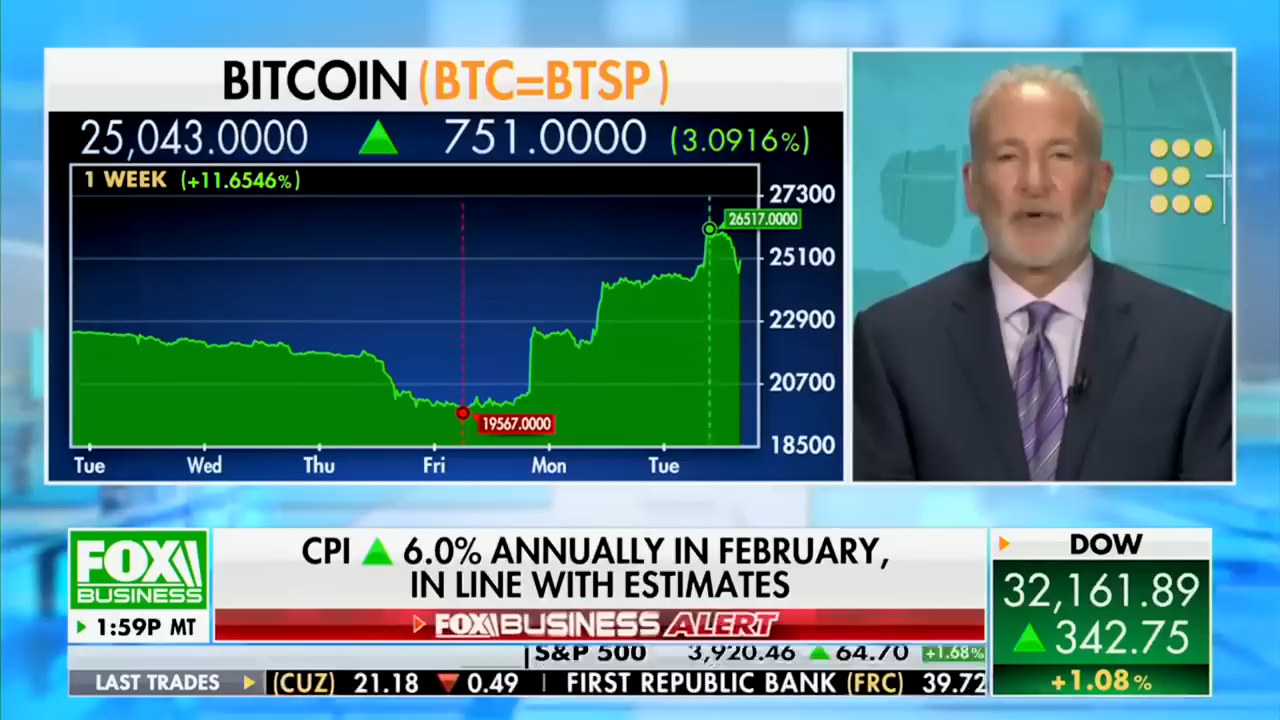 BITCOIN (BTC=BTSP)
25,043.0000 ▲ 751.0000 (3.0916%)
1 WEEK (+11.6546%)
27300
26517.0000
25100
22900
20700
19567.0000
18500
Tue Wed Thu Fri Mon Tue
FOX BUSINESS
1:59P MT
CPI ▲ 6.0% ANNUALLY IN FEBRUARY,
IN LINE WITH ESTIMATES
FOX BUSINESS ALERT
DOW
32,161.89
▲ 342.75
+1.08%
S&P 500 3,920.46 ▲ 64.70 +1.68%
LAST TRADES (CUZ) 21.18 ▼ 0.49 | FIRST REPUBLIC BANK (FRC) 39.72